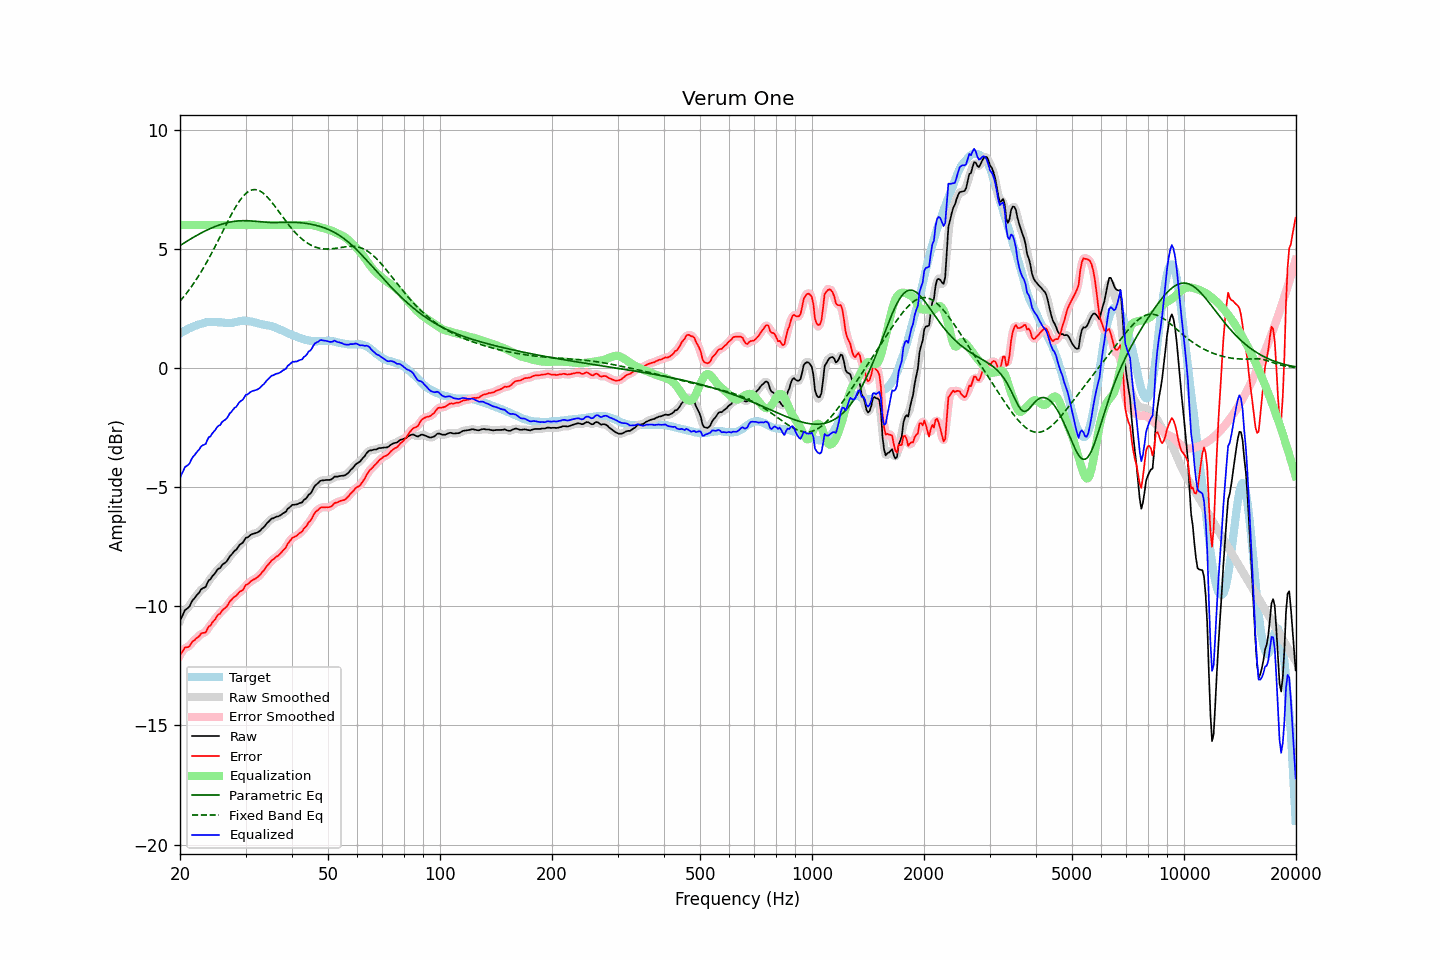 Verum One
10
5
0
−5
−10
−15
−20
Amplitude (dBr)
Target
Raw Smoothed
Error Smoothed
Raw
Error
Equalization
Parametric Eq
Fixed Band Eq
Equalized
20 50 100 200 500 1000 2000 5000 10000 20000
Frequency (Hz)